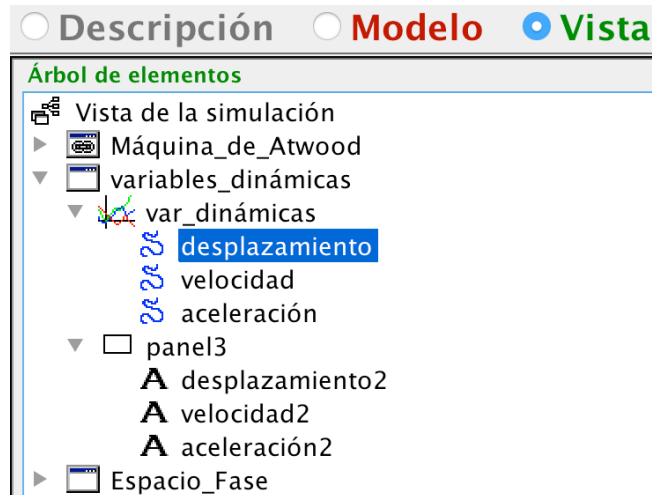 Descripción Modelo Vista
Árbol de elementos
Vista de la simulación
Máquina_de_Atwood
variables_dinámicas
var_dinámicas
desplazamiento
velocidad
aceleración
panel3
A desplazamiento2
A velocidad2
A aceleración2
Espacio_Fase